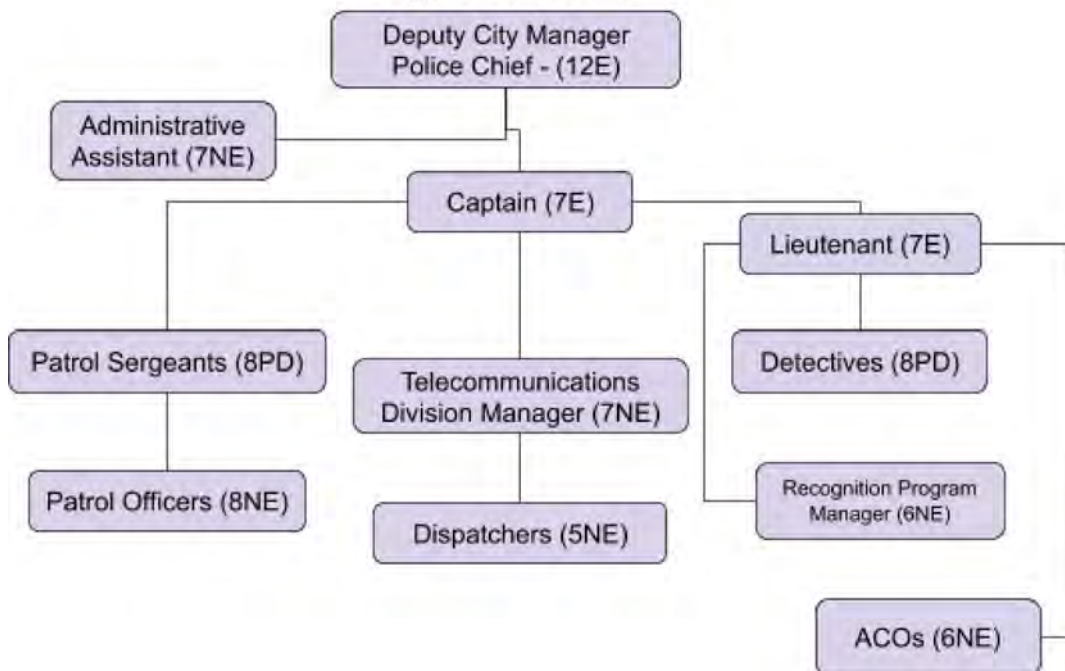 Deputy City Manager
Police Chief - (12E)
Administrative
Assistant (7NE)
Captain (7E)
Lieutenant (7E)
Patrol Sergeants (8PD)
Telecommunications
Division Manager (7NE)
Detectives (8PD)
Patrol Officers (8NE)
Dispatchers (5NE)
Recognition Program
Manager (6NE)
ACOs (6NE)